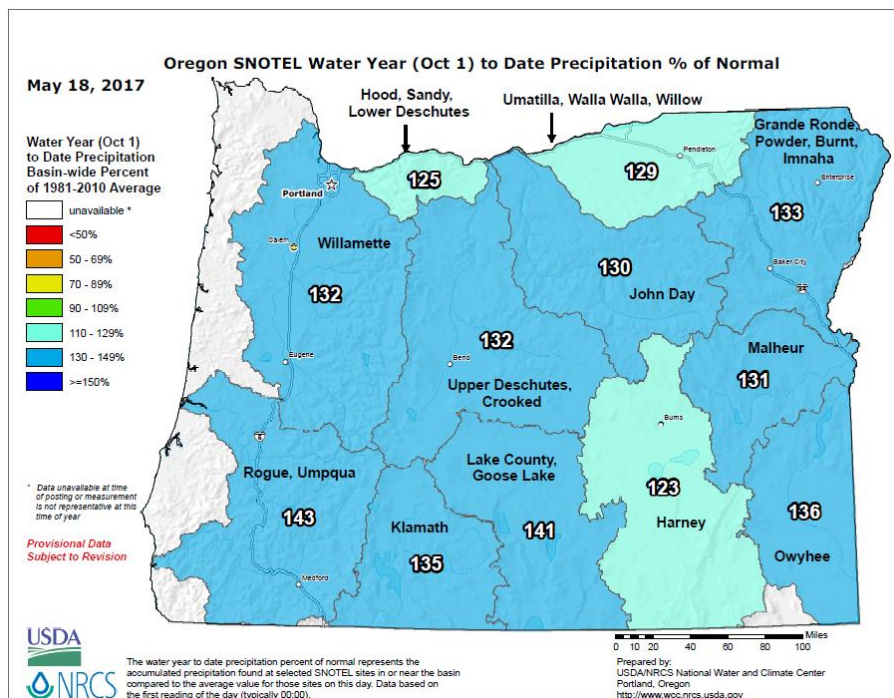 Oregon SNOTEL Water Year (Oct 1) to Date Precipitation % of Normal
May 18, 2017
Hood, Sandy,
Lower Deschutes
Umatilla, Walla Walla, Willow
Grande Ronde,
Powder, Burnt,
Imnaha
Water Year (Oct 1)
to Date Precipitation
Basin-wide Percent
of 1981-2010 Average
unavailable *
<50%
50 - 69%
70 - 89%
90 - 109%
110 - 129%
130 - 149%
>=150%
Portland
125
Pendleton
129
Enterprise
133
Salem
Willamette
132
130
John Day
Baker City
84
Eugene
Bend
132
Upper Deschutes,
Crooked
Malheur
131
Burns
5
Rogue, Umpqua
143
Lake County,
Goose Lake
141
Klamath
135
123
Harney
136
Owyhee
Medford
* Data unavailable at time
of posting or measurement
is not representative at this
time of year
Provisional Data
Subject to Revision
Miles
0 10 20 40 60 80 100
USDA
NRCS
The water year to date precipitation percent of normal represents the
accumulated precipitation found at selected SNOTEL sites in or near the basin
compared to the average value for those sites on this day. Data based on
the first reading of the day (typically 00:00).
Prepared by:
USDA/NRCS National Water and Climate Center
Portland, Oregon
http://www.wcc.nrcs.usda.gov